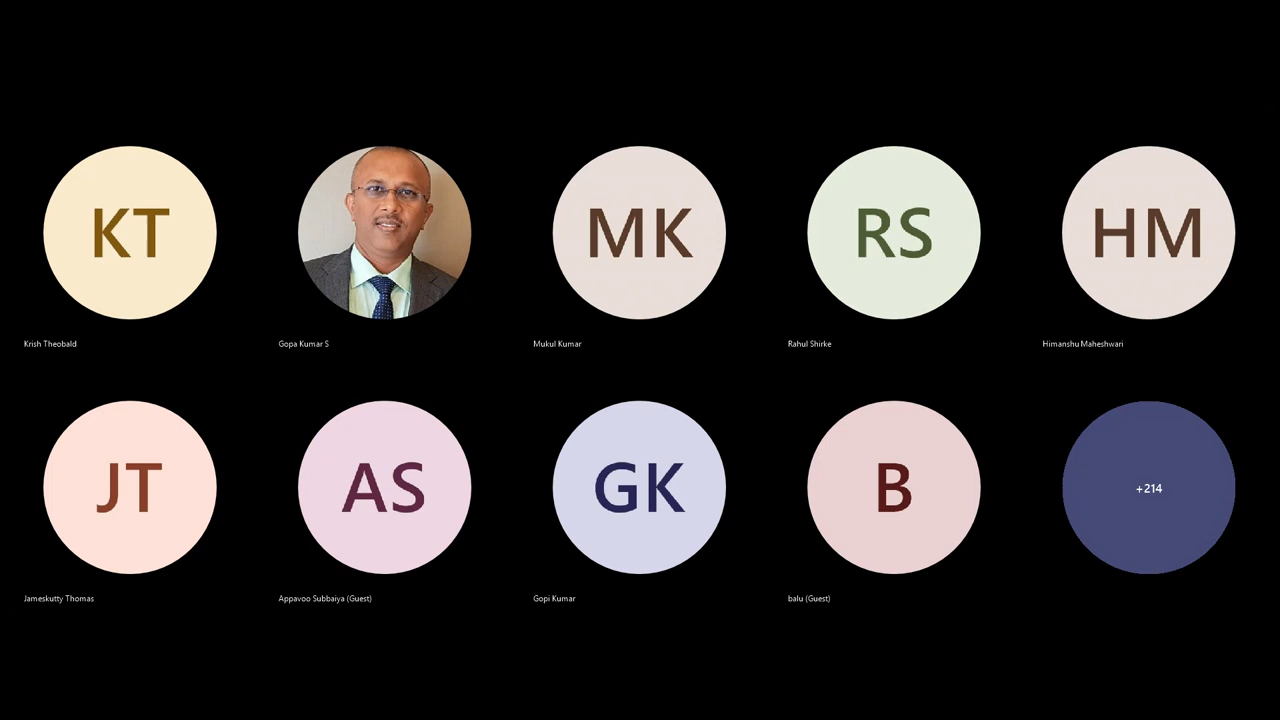 KT
MK
RS
HM
Krish Theobald
Gopa Kumar S
Mukul Kumar
Rahul Shirke
Himanshu Maheshwari
JT
AS
GK
B
+214
Jameskutty Thomas
Appavoo Subbaiya (Guest)
Gopi Kumar
balu (Guest)